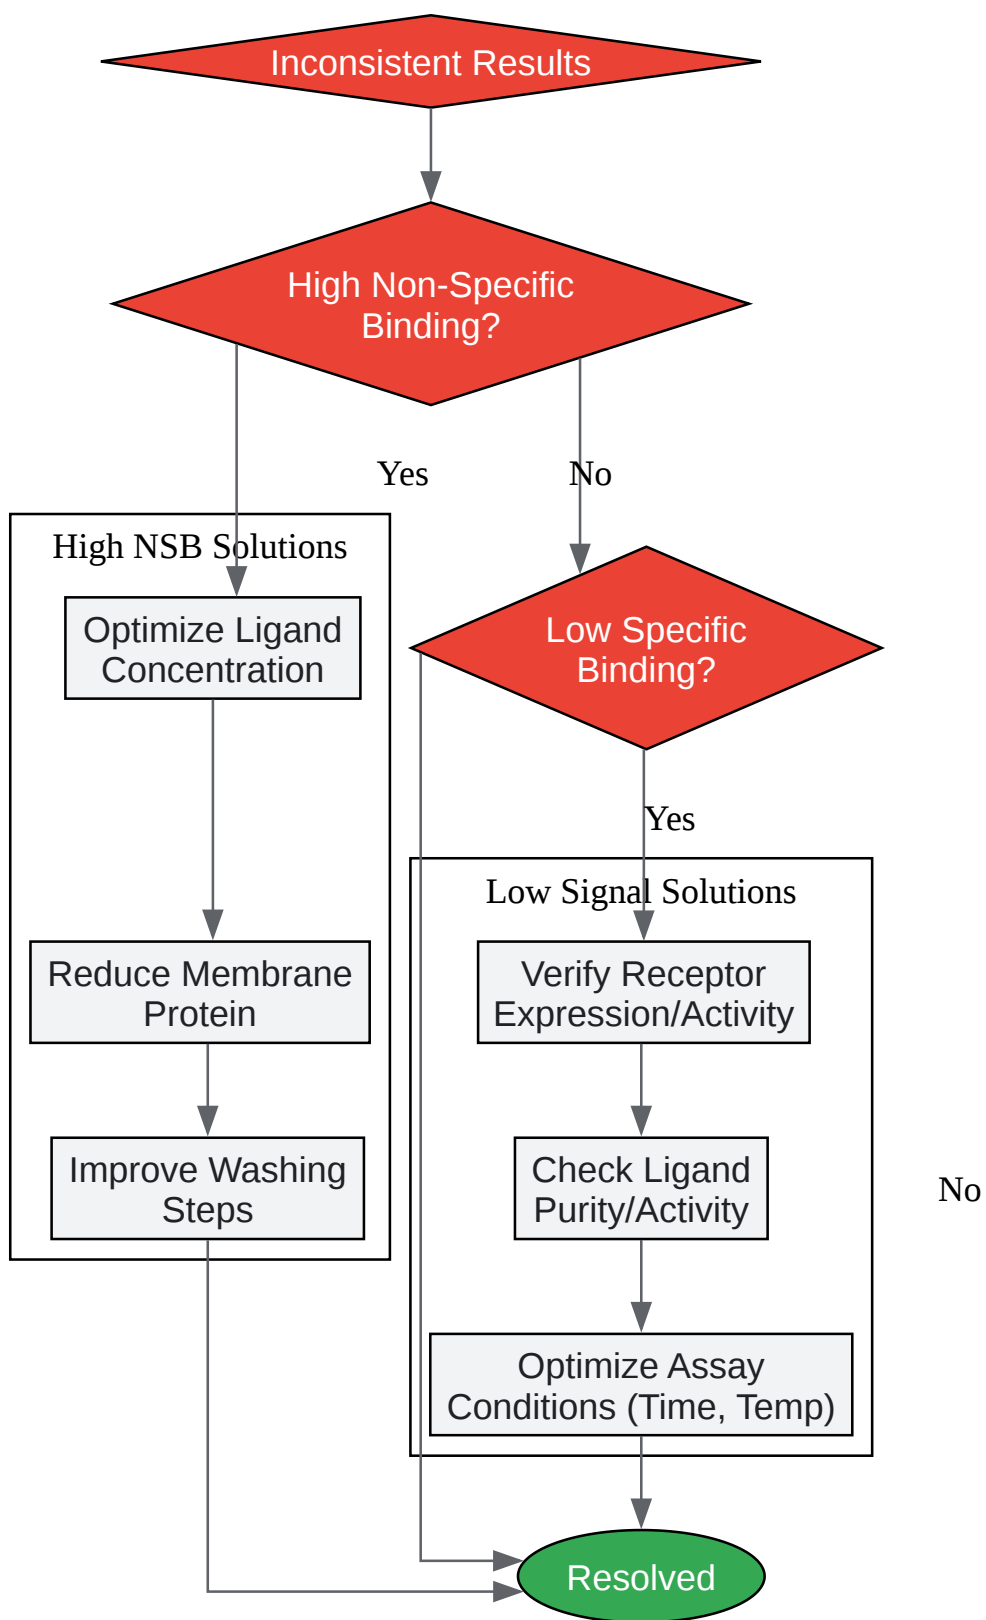 Inconsistent Results
High Non-Specific
Binding?
Yes
No
High NSB Solutions
Optimize Ligand
Concentration
Reduce Membrane
Protein
Improve Washing
Steps
Low Specific
Binding?
Yes
Low Signal Solutions
Verify Receptor
Expression/Activity
Check Ligand
Purity/Activity
No
Optimize Assay
Conditions (Time, Temp)
Resolved